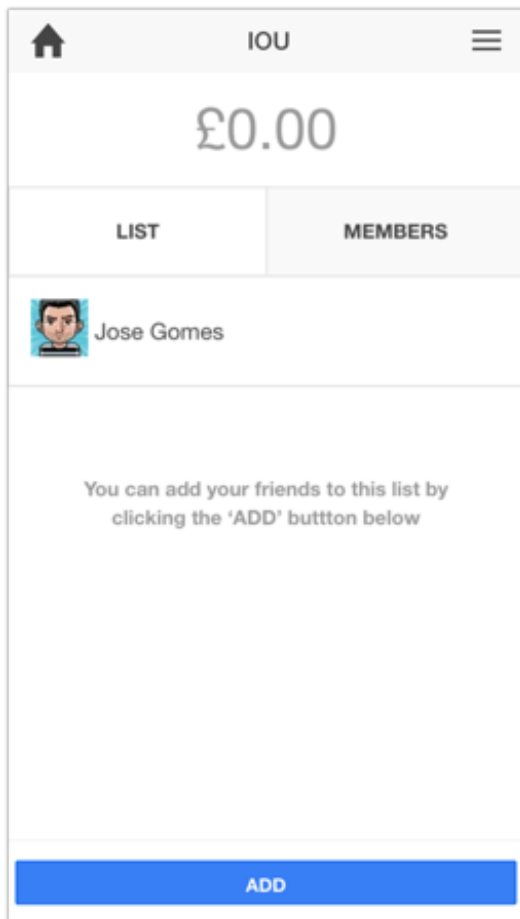 IOU
£0.00
LIST
MEMBERS
Jose Gomes
You can add your friends to this list by
clicking the ‘ADD’ buttton below
ADD